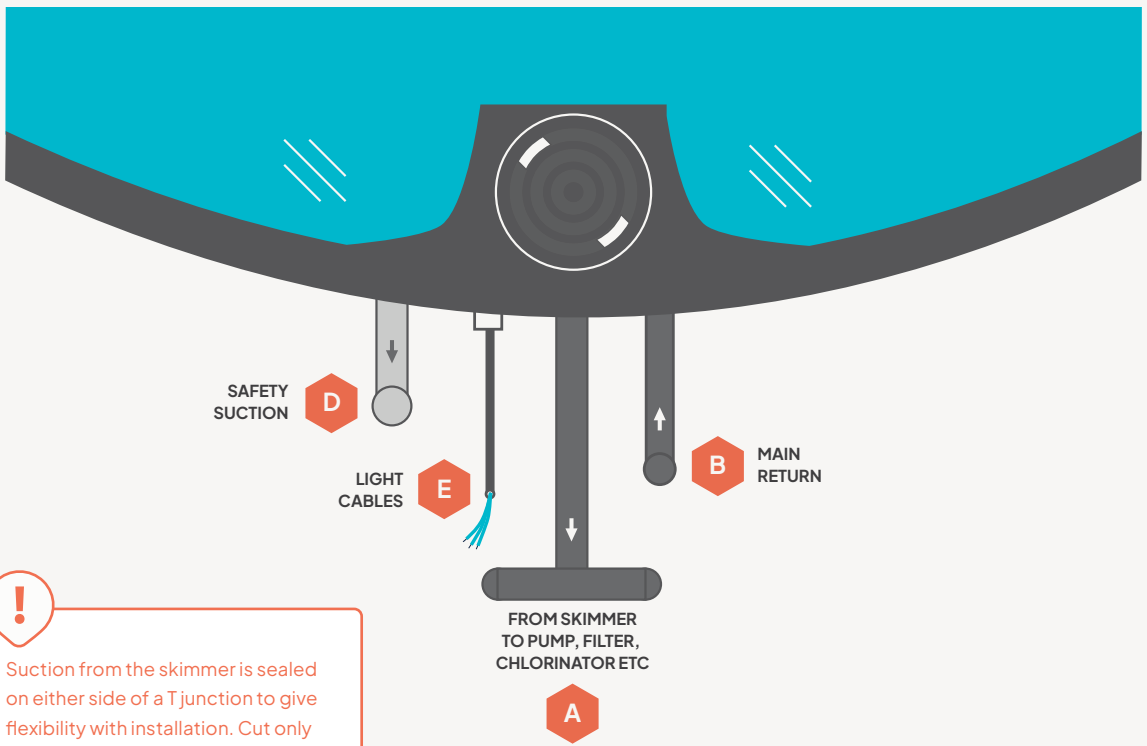 SAFETY
SUCTION
D
LIGHT
CABLES
E
B
MAIN
RETURN
FROM SKIMMER
TO PUMP, FILTER,
CHLORINATOR ETC
A
!
Suction from the skimmer is sealed
on either side of a T junction to give
flexibility with installation. Cut only